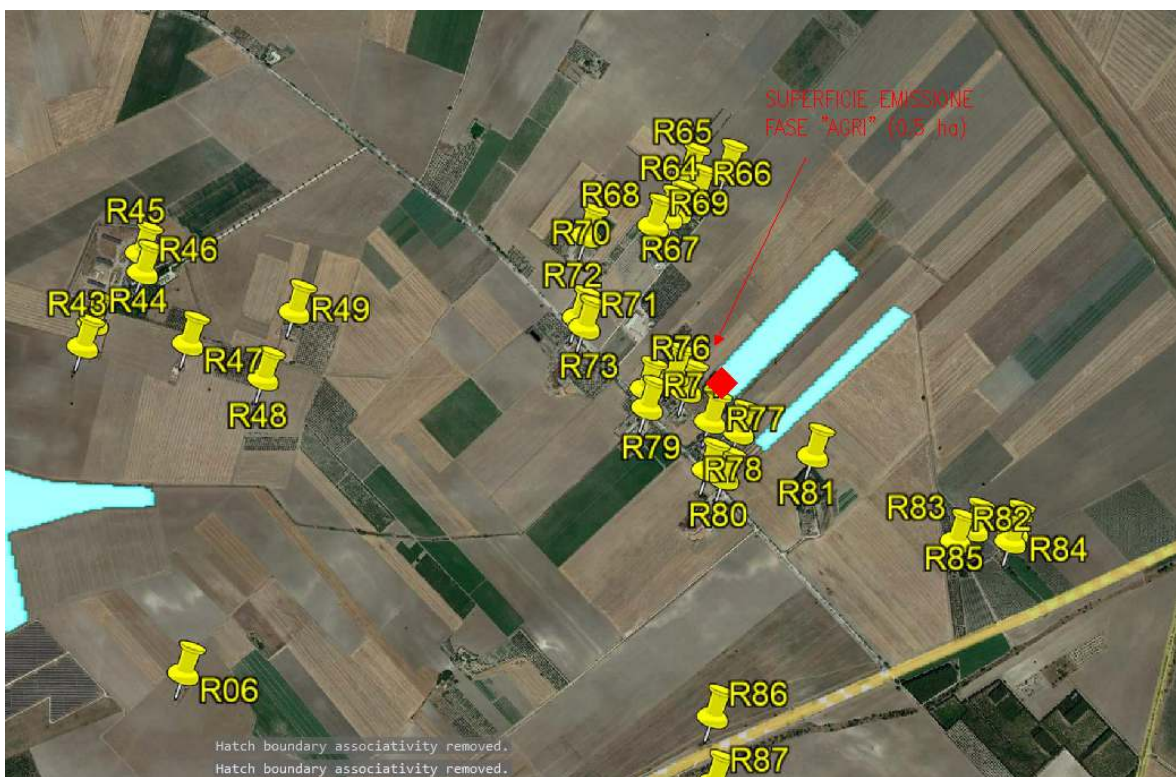 SUPERFICIE EMISSIONE
FASE "AGRI" (0.5 ha)
R65
R64
R66
R68
R69
R70
R67
R45
R46
R72
R44
R43
R49
R71
R47
R73
R76
R7
R48
R79
R77
R78
R81
R80
R83
R82
R85
R84
R06
R86
R87
Hatch boundary associativity removed.
Hatch boundary associativity removed.